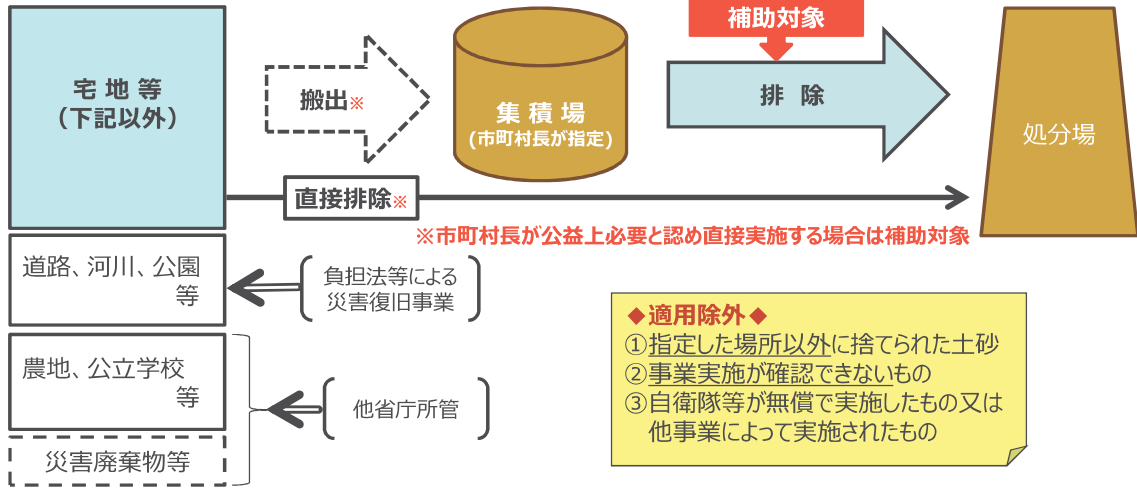 補助対象
宅 地 等
（下記以外）
搬出※
集 積 場
(市町村長が指定)
排 除
処分場
直接排除※
※市町村長が公益上必要と認め直接実施する場合は補助対象
道路、河川、公園
等
負担法等による
災害復旧事業
農地、公立学校
等
他省庁所管
災害廃棄物等
◆適用除外◆
①指定した場所以外に捨てられた土砂
②事業実施が確認できないもの
③自衛隊等が無償で実施したもの又は
他事業によって実施されたもの